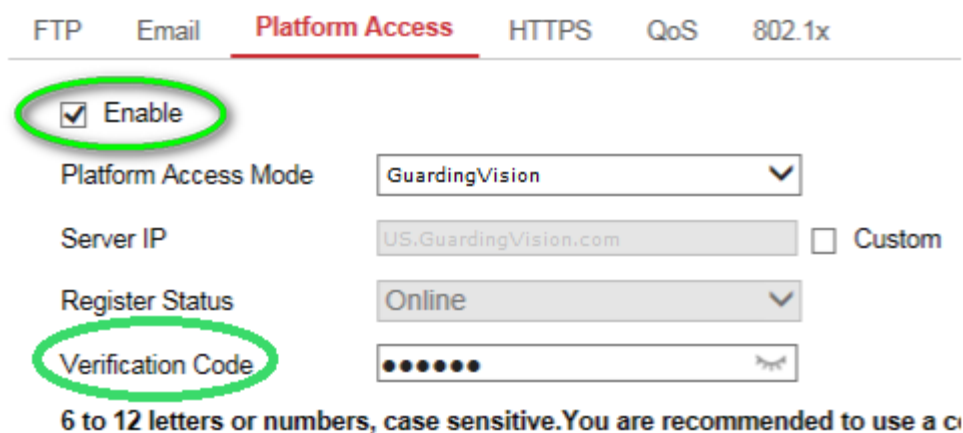 FTP Email Platform Access HTTPS QoS 802.1x
Enable
Platform Access Mode GuardingVision
Server IP US.GuardingVision.com Custom
Register Status Online
Verification Code ●●●●●●
6 to 12 letters or numbers, case sensitive.You are recommended to use a